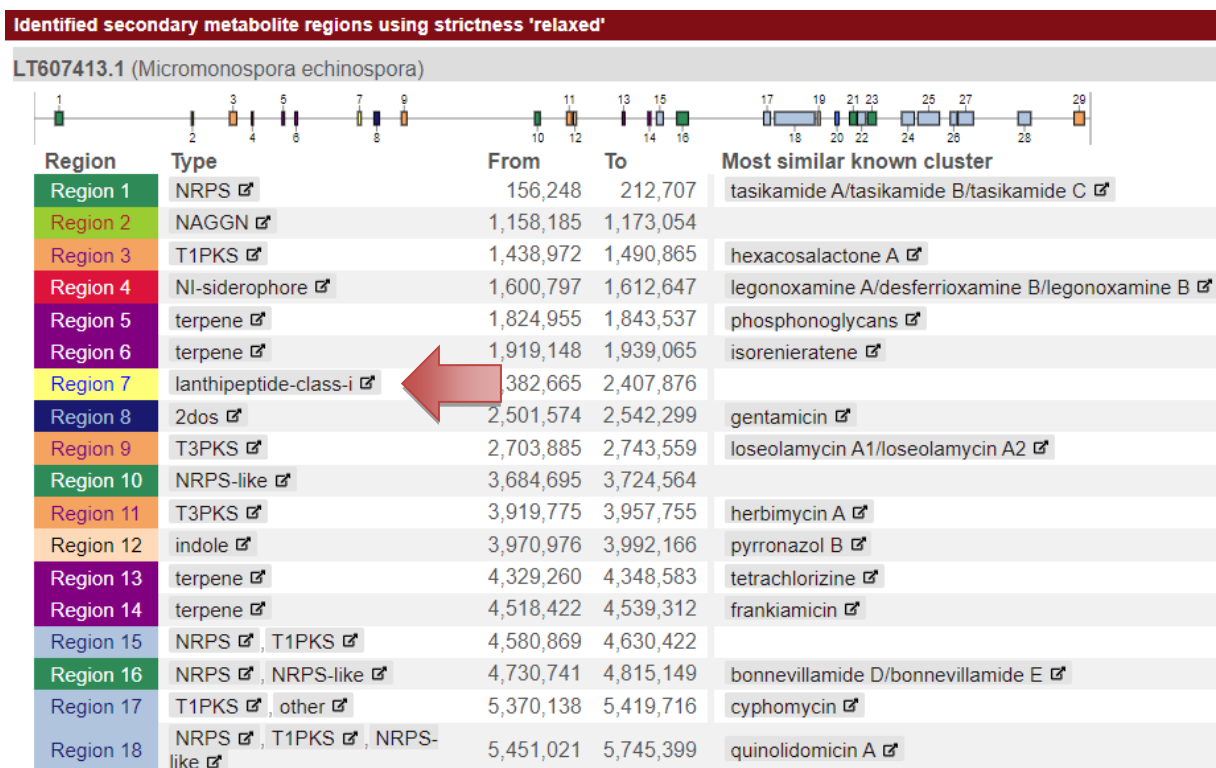 Identified secondary metabolite regions using strictness 'relaxed'
LT607413.1 (Micromonospora echinospora)
1 3 5 7 9 11 13 15 17 19 21 23 25 27 29
2 4 6 8 10 12 14 16 18 20 22 24 26 28
Region Type From To Most similar known cluster
Region 1 NRPS 156,248 212,707 tasikamide A/tasikamide B/tasikamide C
Region 2 NAGGN 1,158,185 1,173,054
Region 3 T1PKS 1,438,972 1,490,865 hexacosalactone A
Region 4 NI-siderophore 1,600,797 1,612,647 legonoxamine A/desferrioxamine B/legonoxamine B
Region 5 terpene 1,824,955 1,843,537 phosphonoglycans
Region 6 terpene 1,919,148 1,939,065 isorenieratene
Region 7 lanthipeptide-class-i ,382,665 2,407,876
Region 8 2dos 2,501,574 2,542,299 gentamicin
Region 9 T3PKS 2,703,885 2,743,559 loseolamycin A1/loseolamycin A2
Region 10 NRPS-like 3,684,695 3,724,564
Region 11 T3PKS 3,919,775 3,957,755 herbimycin A
Region 12 indole 3,970,976 3,992,166 pyrronazol B
Region 13 terpene 4,329,260 4,348,583 tetrachlorizine
Region 14 terpene 4,518,422 4,539,312 frankiamicin
Region 15 NRPS , T1PKS 4,580,869 4,630,422
Region 16 NRPS , NRPS-like 4,730,741 4,815,149 bonnevillamide D/bonnevillamide E
Region 17 T1PKS , other 5,370,138 5,419,716 cyphomycin
Region 18 NRPS , T1PKS , NRPS-
like 5,451,021 5,745,399 quinolidomicin A